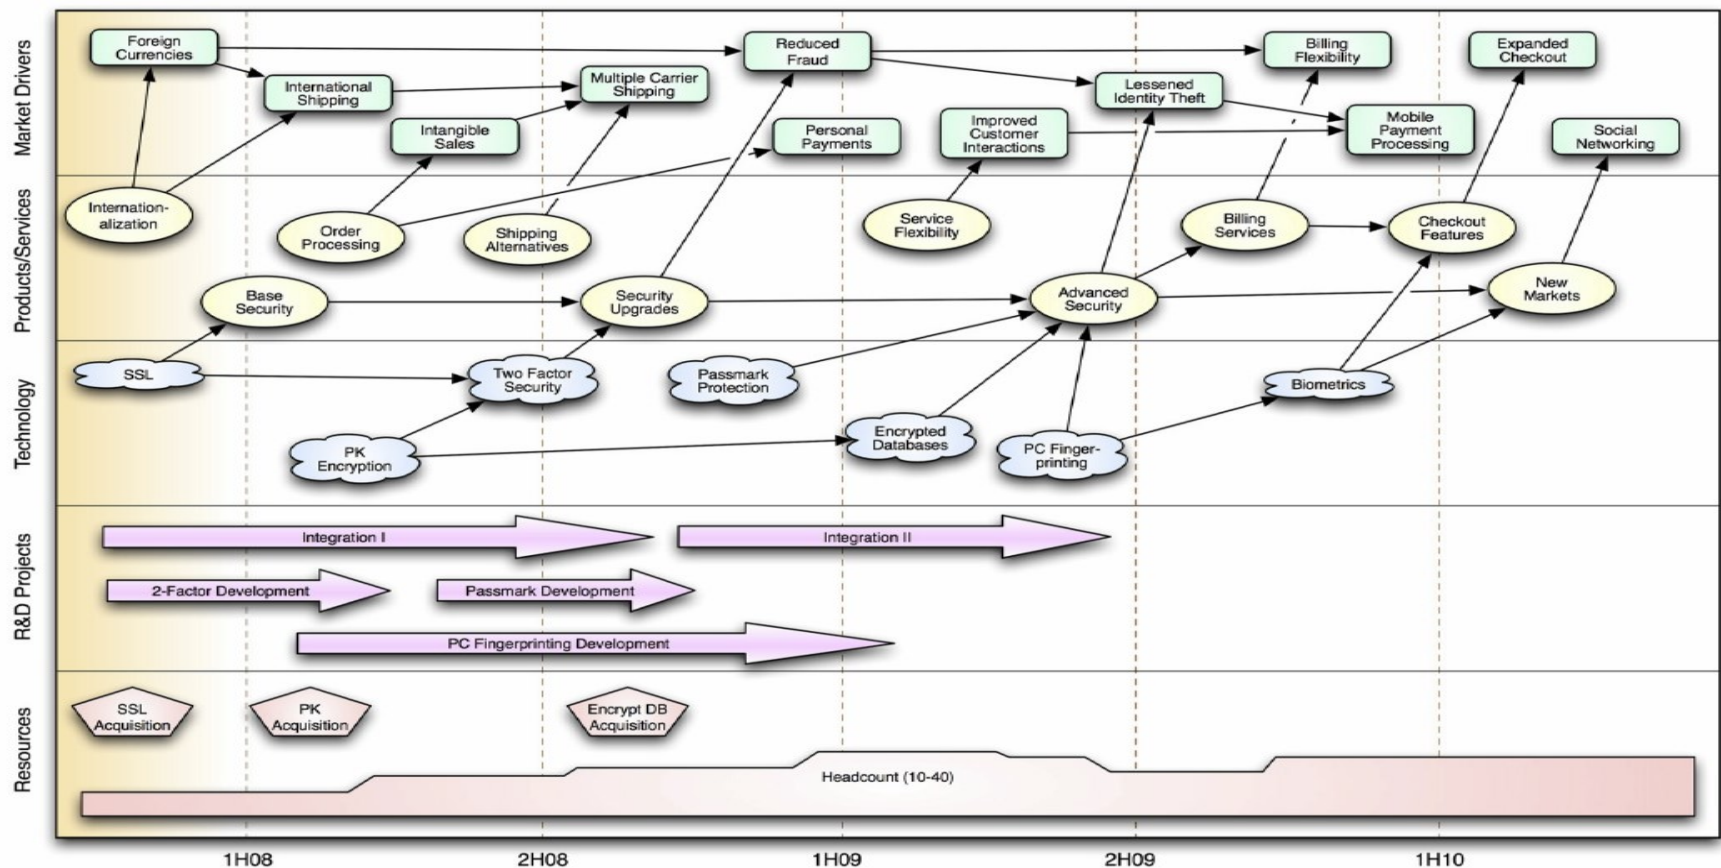 Market Drivers
Foreign
Currencies
International
Shipping
Intangible
Sales
Multiple Carrier
Shipping
Reduced
Fraud
Personal
Payments
Improved
Customer
Interactions
Lessened
Identity Theft
Billing
Flexibility
Mobile
Payment
Processing
Expanded
Checkout
Social
Networking
Products/Services
Internation-
alization
Order
Processing
Shipping
Alternatives
Service
Flexibility
Billing
Services
Checkout
Features
Base
Security
Security
Upgrades
Advanced
Security
New
Markets
Technology
SSL
Two Factor
Security
Passmark
Protection
Biometrics
PK
Encryption
Encrypted
Databases
PC Finger-
printing
R&D Projects
Integration I
Integration II
2-Factor Development
Passmark Development
PC Fingerprinting Development
Resources
SSL
Acquisition
PK
Acquisition
Encrypt DB
Acquisition
Headcount (10-40)
1H08
2H08
1H09
2H09
1H10